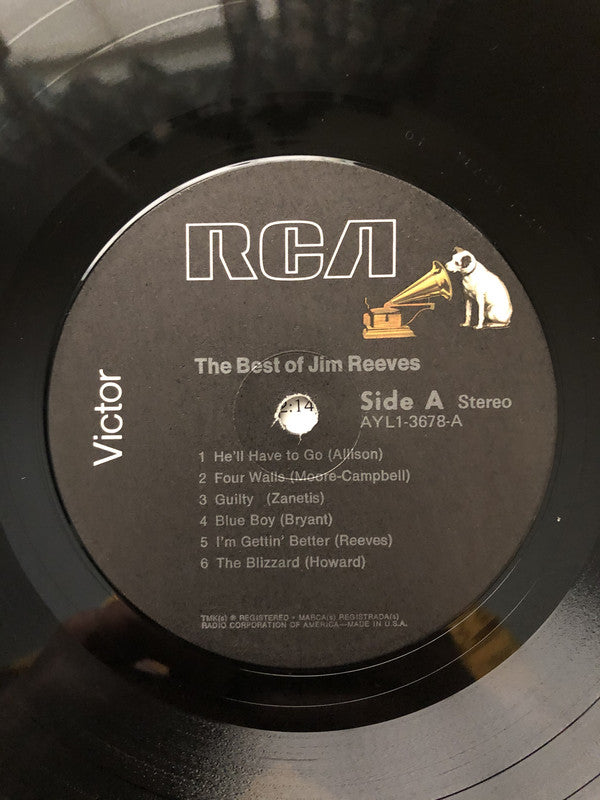 RCA
Victor
The Best of Jim Reeves
Side A Stereo
AYL1-3678-A
2:14
1 He'll Have to Go (Allison)
2 Four Walls (Moore-Campbell)
3 Guilty (Zanetis)
4 Blue Boy (Bryant)
5 I'm Gettin' Better (Reeves)
6 The Blizzard (Howard)
TMK(s) ® REGISTERED • MARCA(s) REGISTRADA(s)
RADIO CORPORATION OF AMERICA—MADE IN U.S.A.